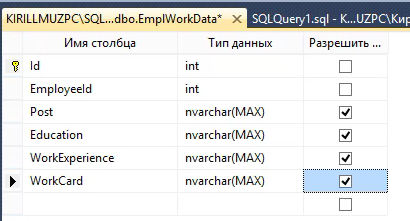 KIRILLMUZPC\SQL...dbo.EmplWorkData* SQLQuery1.sql - K...UZPC\Кир
Имя столбца Тип данных Разрешить ...
Id int
EmployeeId int
Post nvarchar(MAX)
Education nvarchar(MAX)
WorkExperience nvarchar(MAX)
WorkCard nvarchar(MAX)